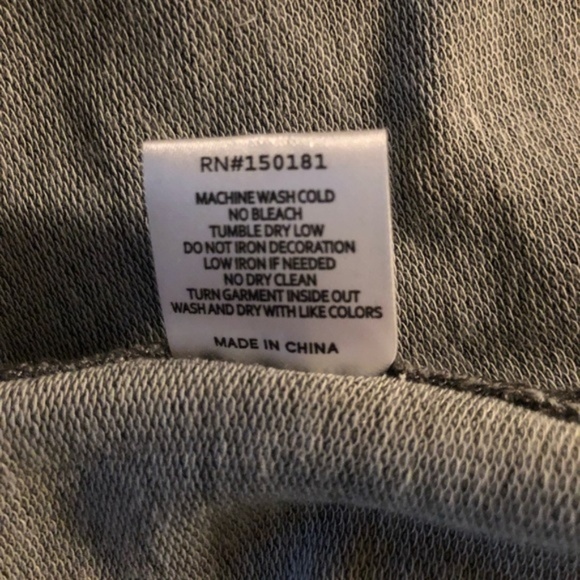 RN#150181
MACHINE WASH COLD
NO BLEACH
TUMBLE DRY LOW
DO NOT IRON DECORATION
LOW IRON IF NEEDED
NO DRY CLEAN
TURN GARMENT INSIDE OUT
WASH AND DRY WITH LIKE COLORS
MADE IN CHINA